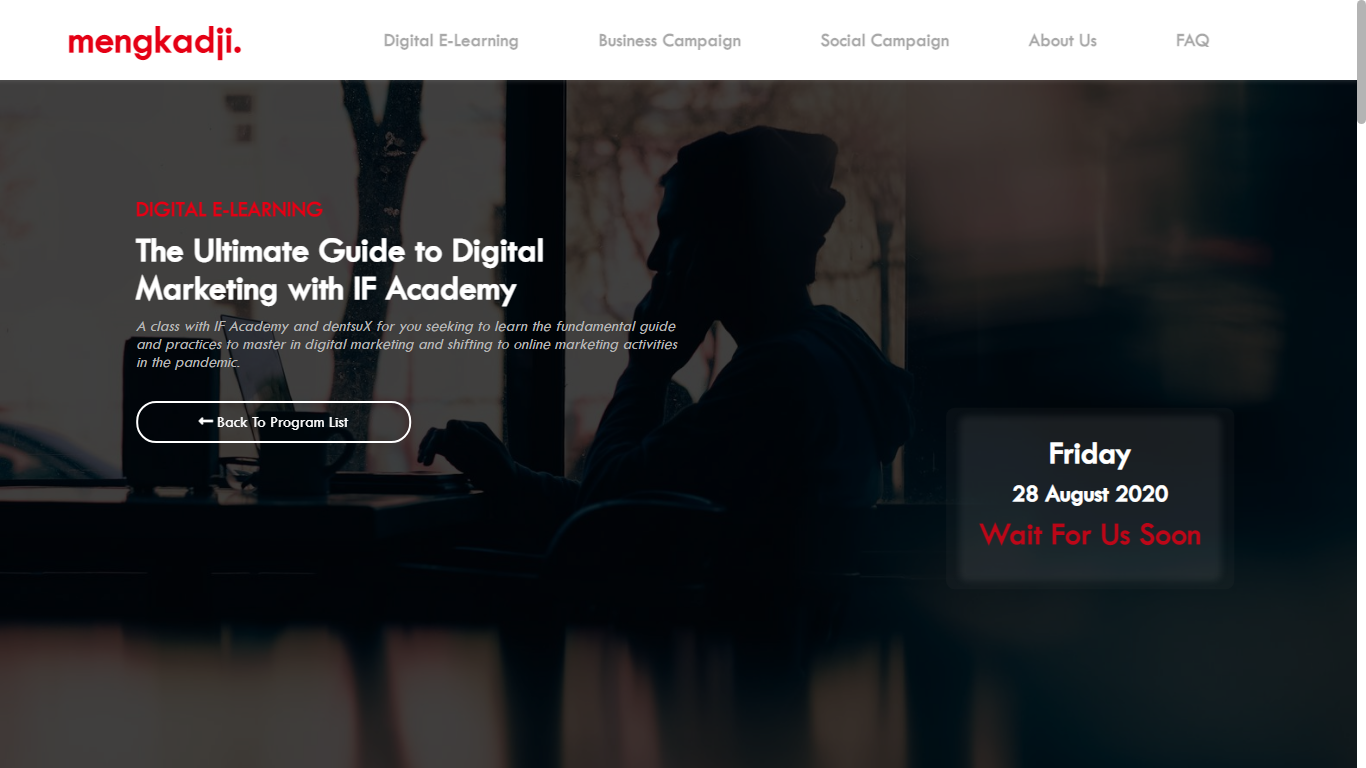 mengkadji.
Digital E-Learning
Business Campaign
Social Campaign
About Us
FAQ
DIGITAL E-LEARNING
The Ultimate Guide to Digital
Marketing with IF Academy
A class with IF Academy and dentsuX for you seeking to learn the fundamental guide
and practices to master in digital marketing and shifting to online marketing activities
in the pandemic.
Back To Program List
Friday
28 August 2020
Wait For Us Soon